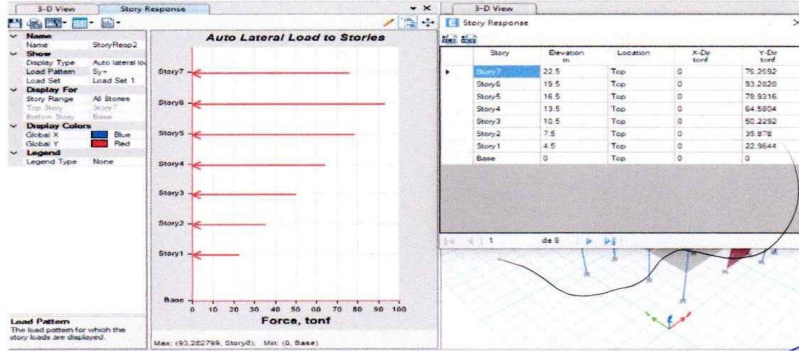 3-D View
Story Response
Name
Name StoryResp2
Show
Display Type Auto lateral loa
Load Pattern Sy+
Load Set Load Set 1
Display For
Story Range All Stories
Top Story Story7
Bottom Story Base
Display Colors
Global X Blue
Global Y Red
Legend
Legend Type None
Load Pattern
The load pattern for which the
story loads are displayed.
Auto Lateral Load to Stories
Story7
Story6
Story5
Story4
Story3
Story2
Story1
Base
0 10 20 30 40 50 60 70 80 90 100
Force, tonf
Max: (93.282799, Story6), Min: (0, Base)
3-D View
Story Response
Story Elevation Location X-Dir Y-Dir
m tonf tonf
Story7 22.5 Top 0
Story6 19.5 Top 0 93.2828
Story5 16.5 Top 0 78.9316
Story4 13.5 Top 0 64.5804
Story3 10.5 Top 0 50.2292
Story2 7.5 Top 0 35.878
Story1 4.5 Top 0 22.9644
Base 0 Top 0 0
1 de 8